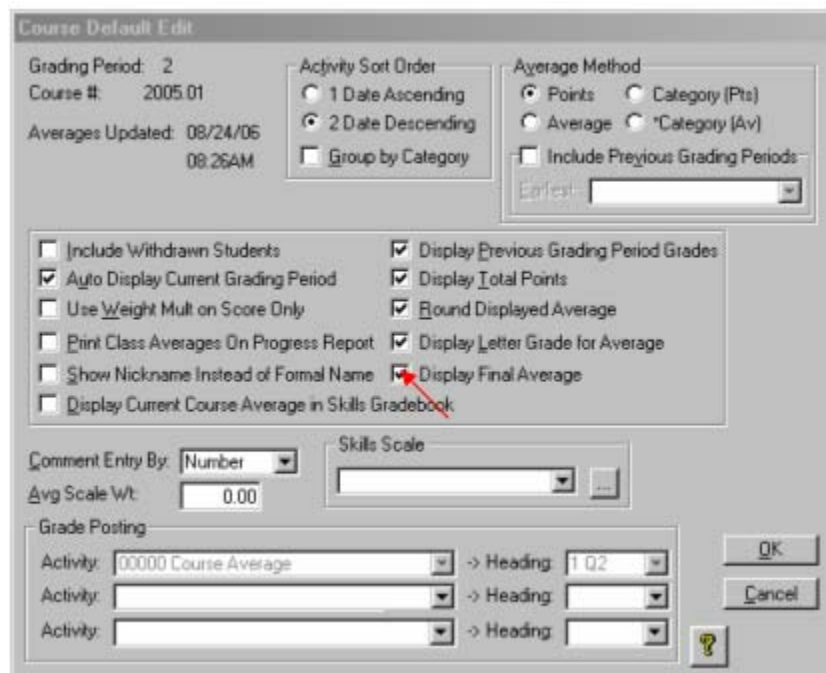 Course Default Edit
Grading Period: 2
Course #: 2005.01
Averages Updated: 08/24/06
08:26AM
Activity Sort Order
1 Date Ascending
2 Date Descending
Group by Category
Average Method
Points
Category (Pts)
Average
*Category (Av)
Include Previous Grading Periods
Earliest:
Include Withdrawn Students
Auto Display Current Grading Period
Use Weight Mult on Score Only
Print Class Averages On Progress Report
Show Nickname Instead of Formal Name
Display Current Course Average in Skills Gradebook
Display Previous Grading Period Grades
Display Total Points
Round Displayed Average
Display Letter Grade for Average
Display Final Average
Comment Entry By: Number
Avg Scale Wt: 0.00
Skills Scale
...
Grade Posting
Activity: 00000 Course Average -> Heading: 1 Q2
Activity: -> Heading:
Activity: -> Heading:
OK
Cancel
?